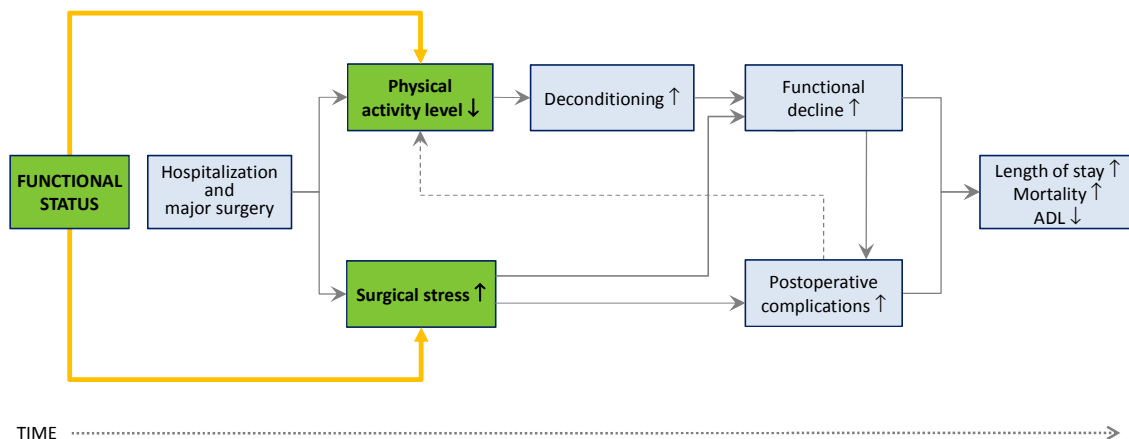 FUNCTIONAL
STATUS
Hospitalization
and
major surgery
Physical
activity level ↓
Surgical stress ↑
Deconditioning ↑
Functional
decline ↑
Postoperative
complications ↑
Length of stay ↑
Mortality ↑
ADL ↓
TIME